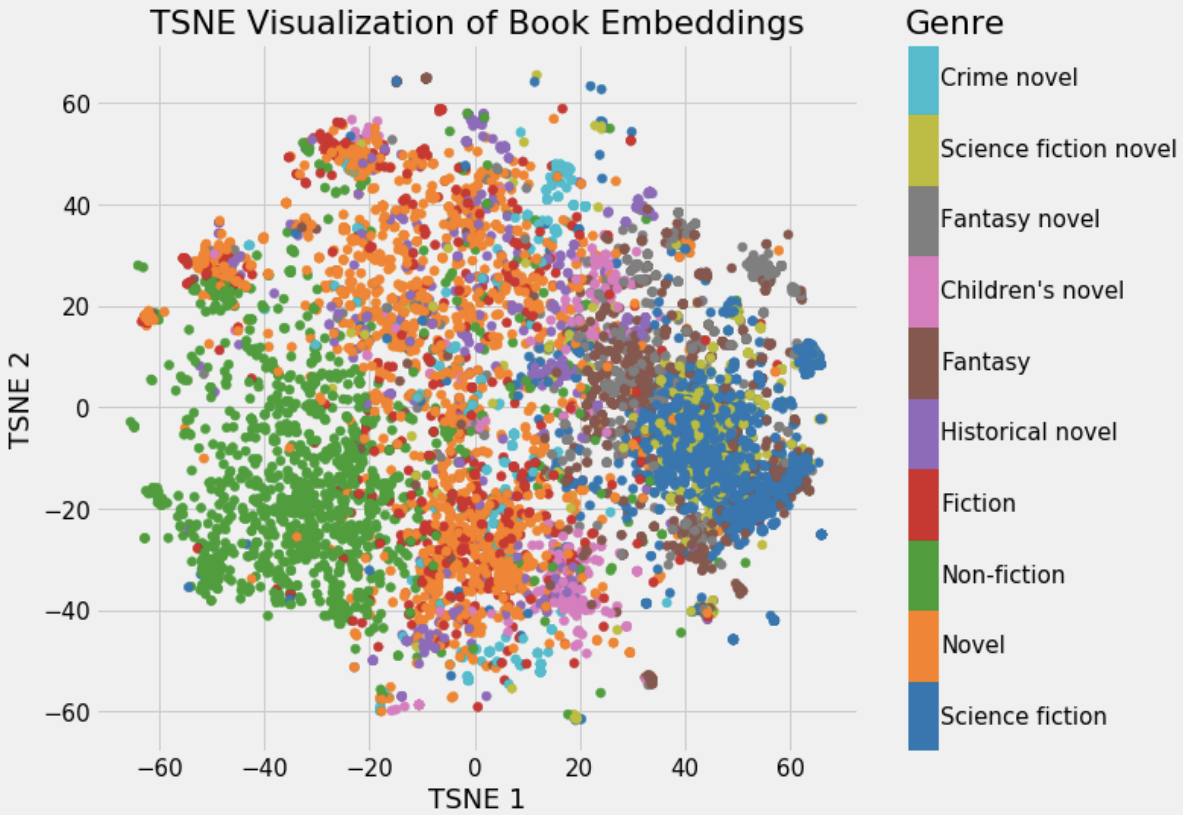 TSNE Visualization of Book Embeddings
Genre
Crime novel
Science fiction novel
Fantasy novel
Children's novel
Fantasy
Historical novel
Fiction
Non-fiction
Novel
Science fiction
TSNE 2
60
40
20
0
−20
−40
−60
−60 −40 −20 0 20 40 60
TSNE 1